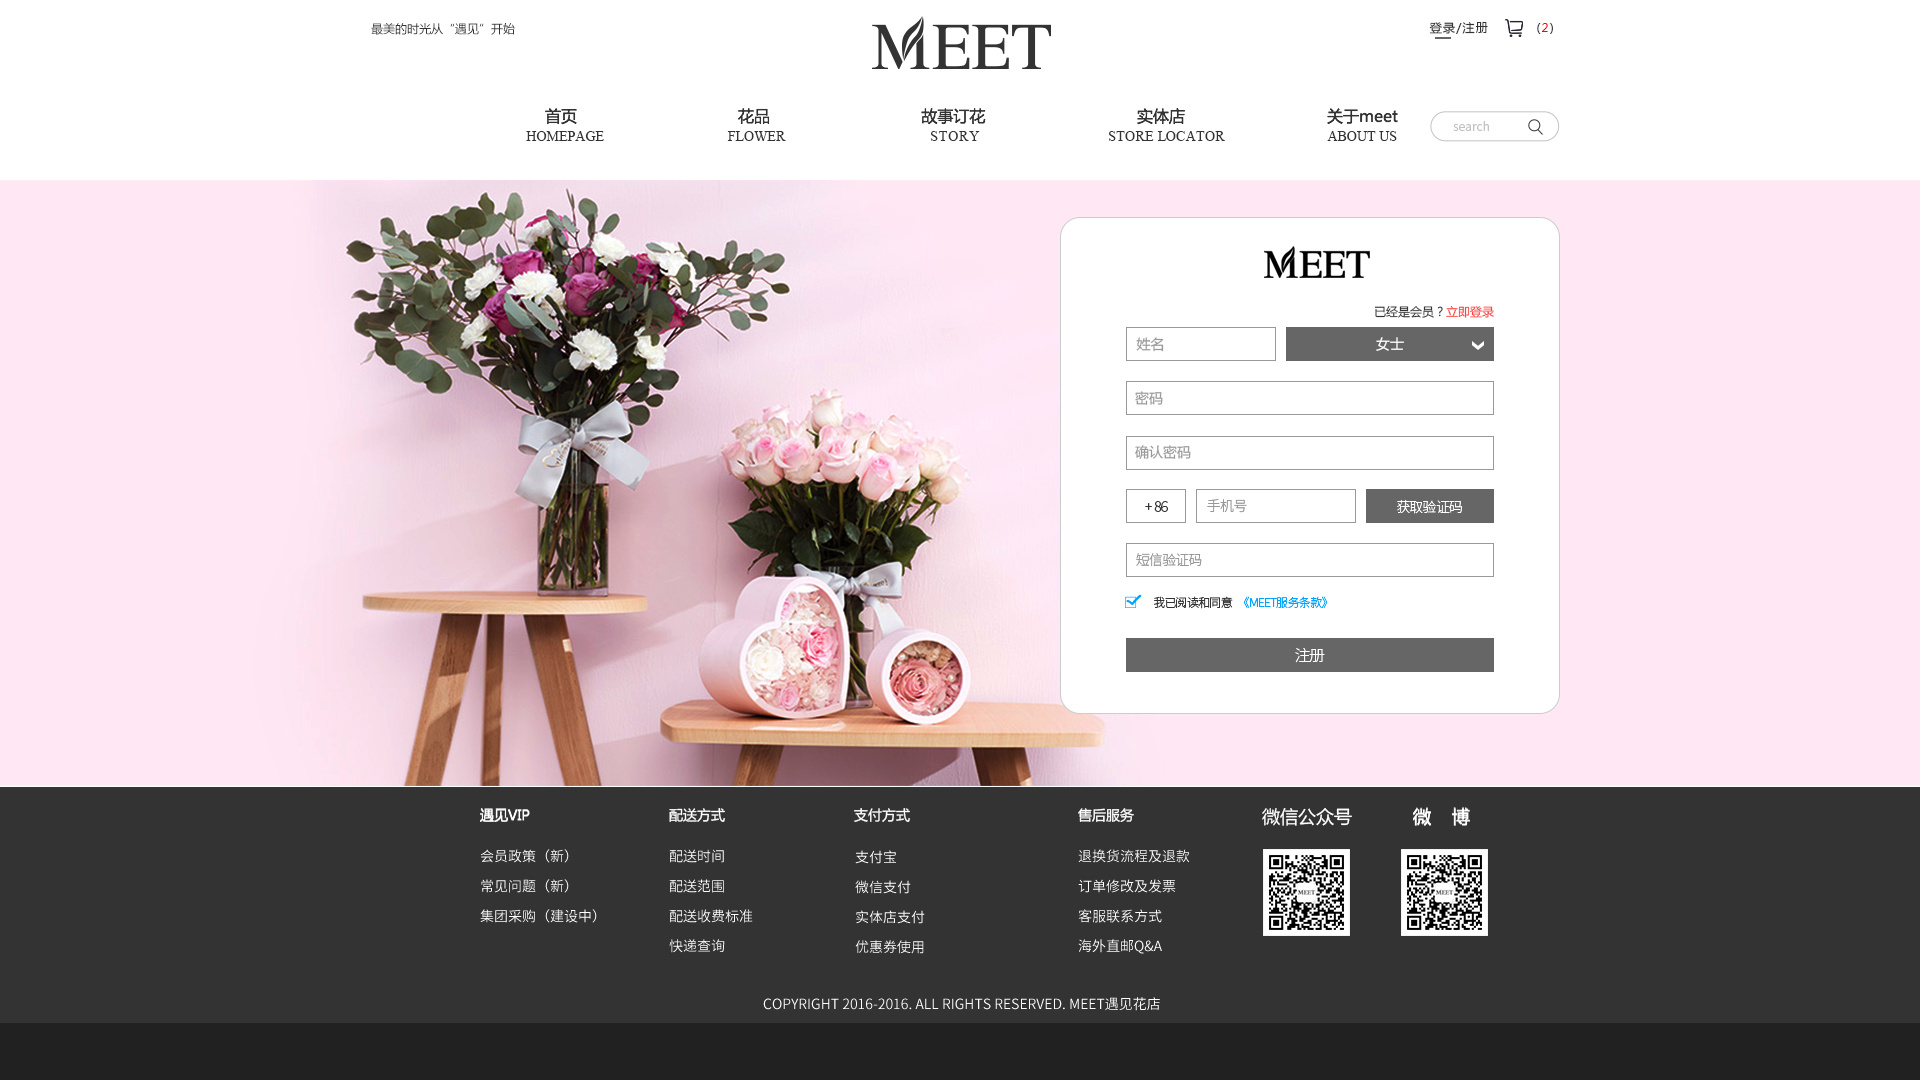 最美的时光从“遇见”开始
MEET
登录/注册
(2)
首页
HOMEPAGE
花品
FLOWER
故事订花
STORY
实体店
STORE LOCATOR
关于meet
ABOUT US
search
MEET
已经是会员？立即登录
姓名
女士
密码
确认密码
+86
手机号
获取验证码
短信验证码
我已阅读和同意 《MEET服务条款》
注册
遇见VIP
会员政策（新）
常见问题（新）
集团采购（建设中）
配送方式
配送时间
配送范围
配送收费标准
快递查询
支付方式
支付宝
微信支付
实体店支付
优惠券使用
售后服务
退换货流程及退款
订单修改及发票
客服联系方式
海外直邮Q&A
微信公众号
MEET
微 博
MEET
COPYRIGHT 2016-2016. ALL RIGHTS RESERVED. MEET遇见花店